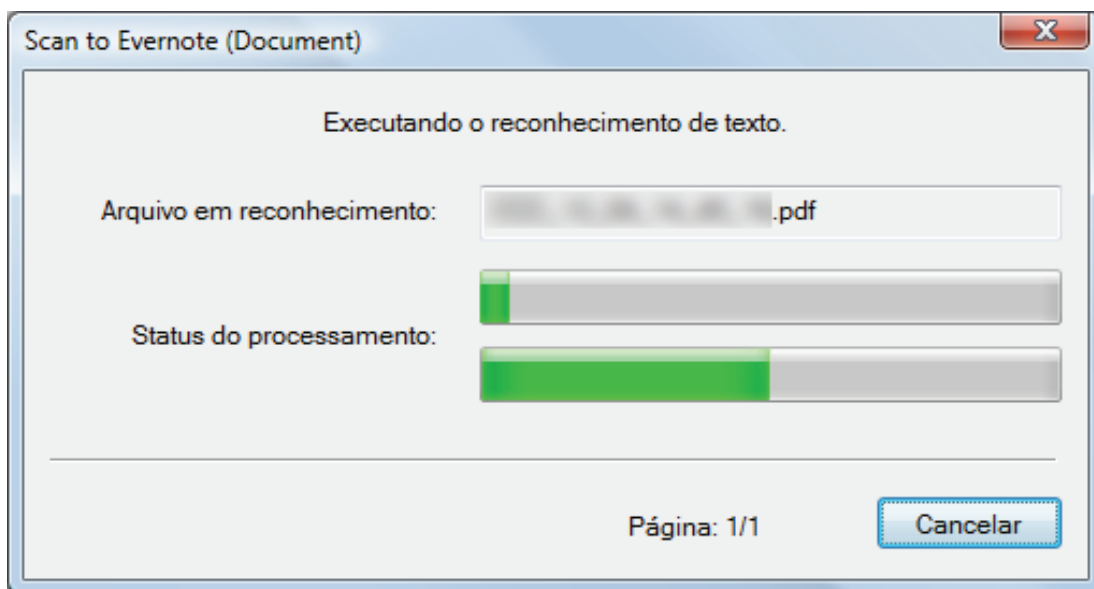 Scan to Evernote (Document)
Executando o reconhecimento de texto.
Arquivo em reconhecimento: .pdf
Status do processamento:
Página: 1/1 Cancelar